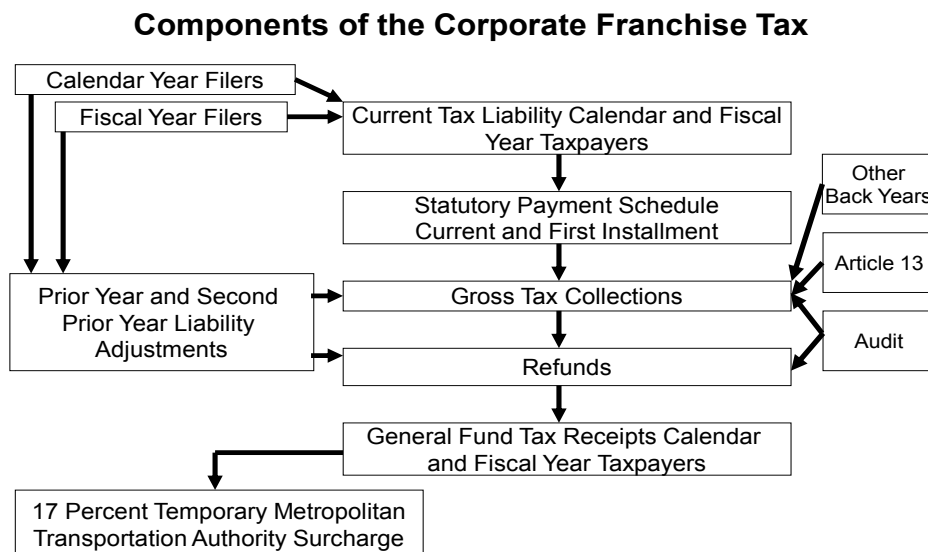 Components of the Corporate Franchise Tax
Calendar Year Filers
Fiscal Year Filers
Current Tax Liability Calendar and Fiscal
Year Taxpayers
Other
Back Years
Statutory Payment Schedule
Current and First Installment
Article 13
Prior Year and Second
Prior Year Liability
Adjustments
Gross Tax Collections
Audit
Refunds
General Fund Tax Receipts Calendar
and Fiscal Year Taxpayers
17 Percent Temporary Metropolitan
Transportation Authority Surcharge